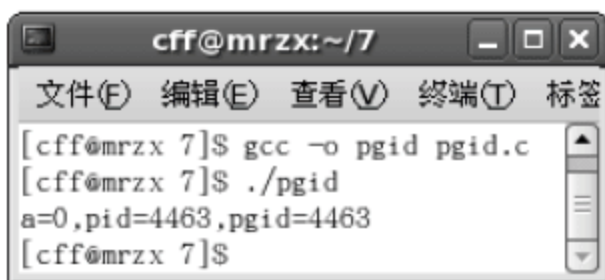 cff@mrzx:~/7
文件(F) 编辑(E) 查看(V) 终端(T) 标签
[cff@mrzx 7]$ gcc -o pgid pgid.c
[cff@mrzx 7]$ ./pgid
a=0,pid=4463,pgid=4463
[cff@mrzx 7]$